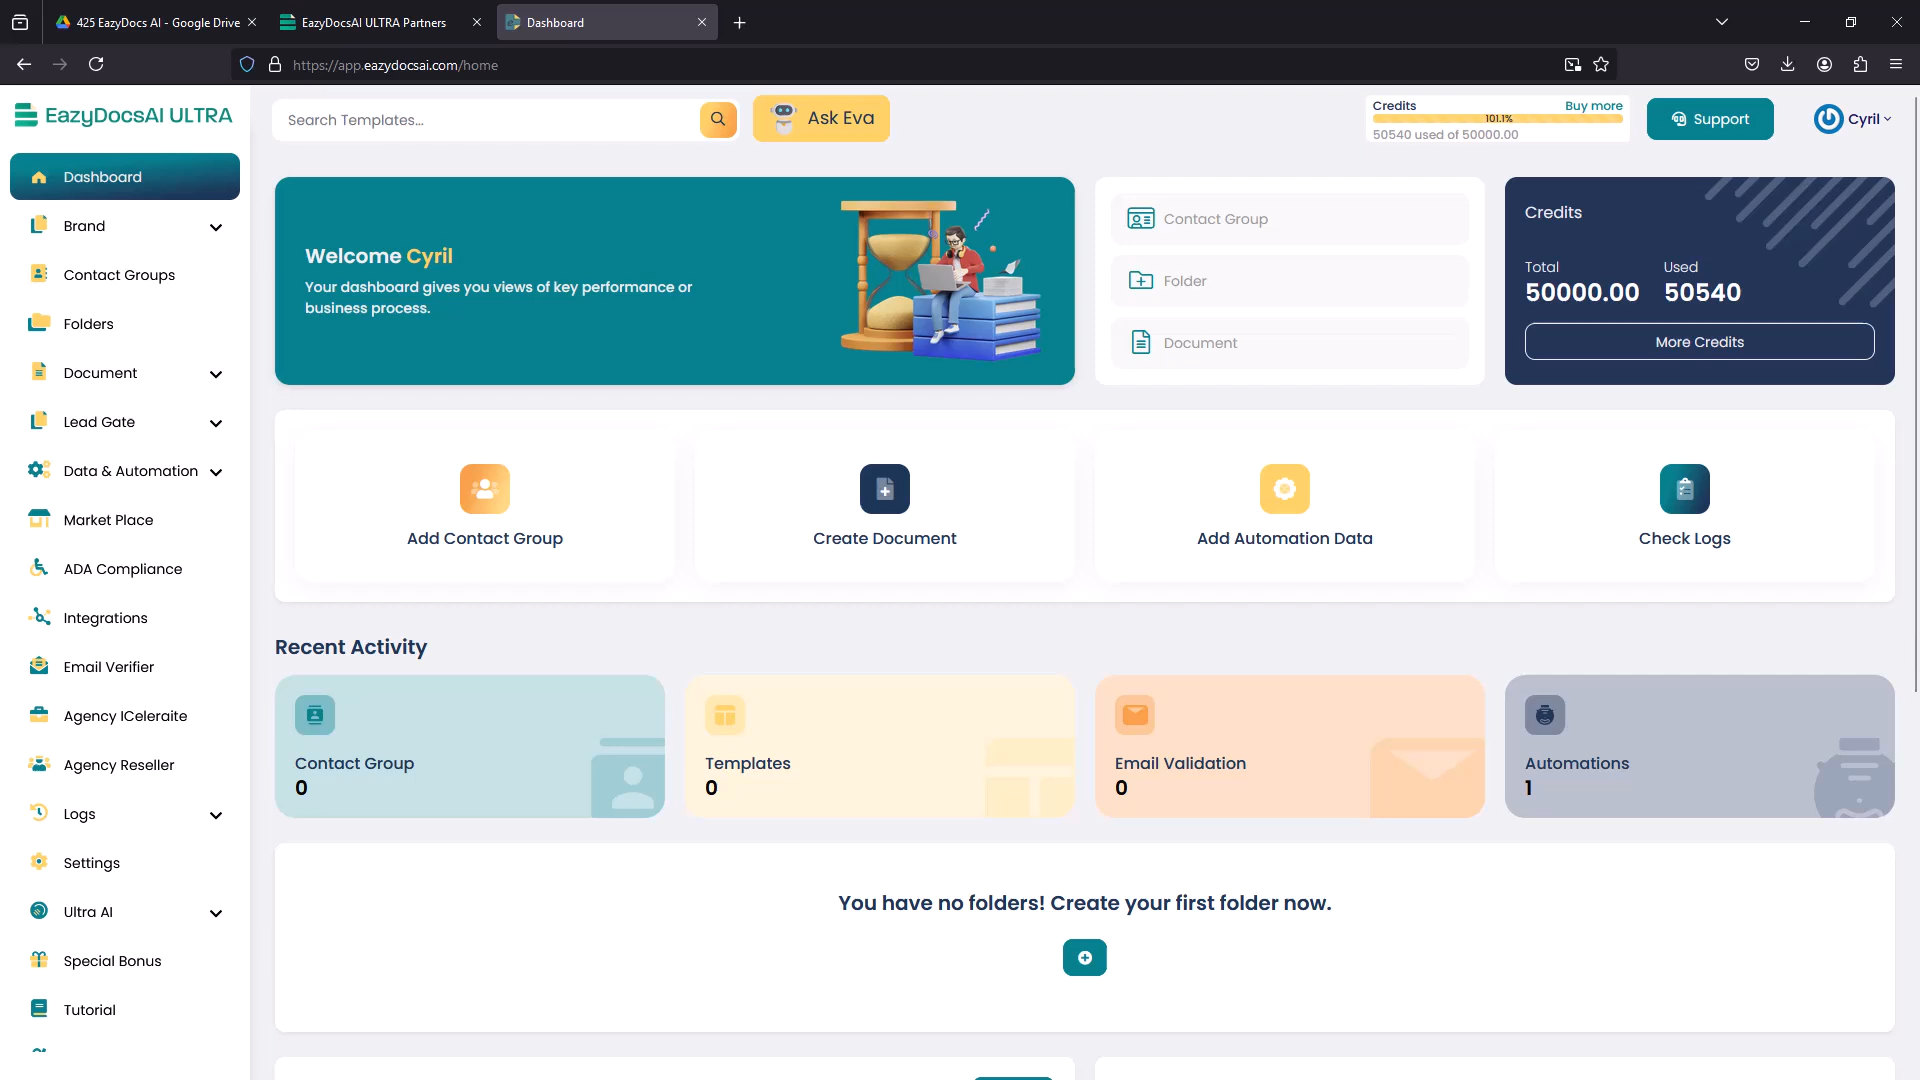 425 EazyDocs AI - Google Drive
EazyDocsAI ULTRA Partners
Dashboard
https://app.eazydocsai.com/home
EazyDocsAI ULTRA
Search Templates...
Ask Eva
Credits
Buy more
101.1%
50540 used of 50000.00
Support
Cyril
Dashboard
Brand
Contact Groups
Folders
Document
Lead Gate
Data & Automation
Market Place
ADA Compliance
Integrations
Email Verifier
Agency ICeleraite
Agency Reseller
Logs
Settings
Ultra AI
Special Bonus
Tutorial
Welcome Cyril
Your dashboard gives you views of key performance or
business process.
Contact Group
Folder
Document
Credits
Total
Used
50000.00
50540
More Credits
Add Contact Group
Create Document
Add Automation Data
Check Logs
Recent Activity
Contact Group
0
Templates
0
Email Validation
0
Automations
1
You have no folders! Create your first folder now.